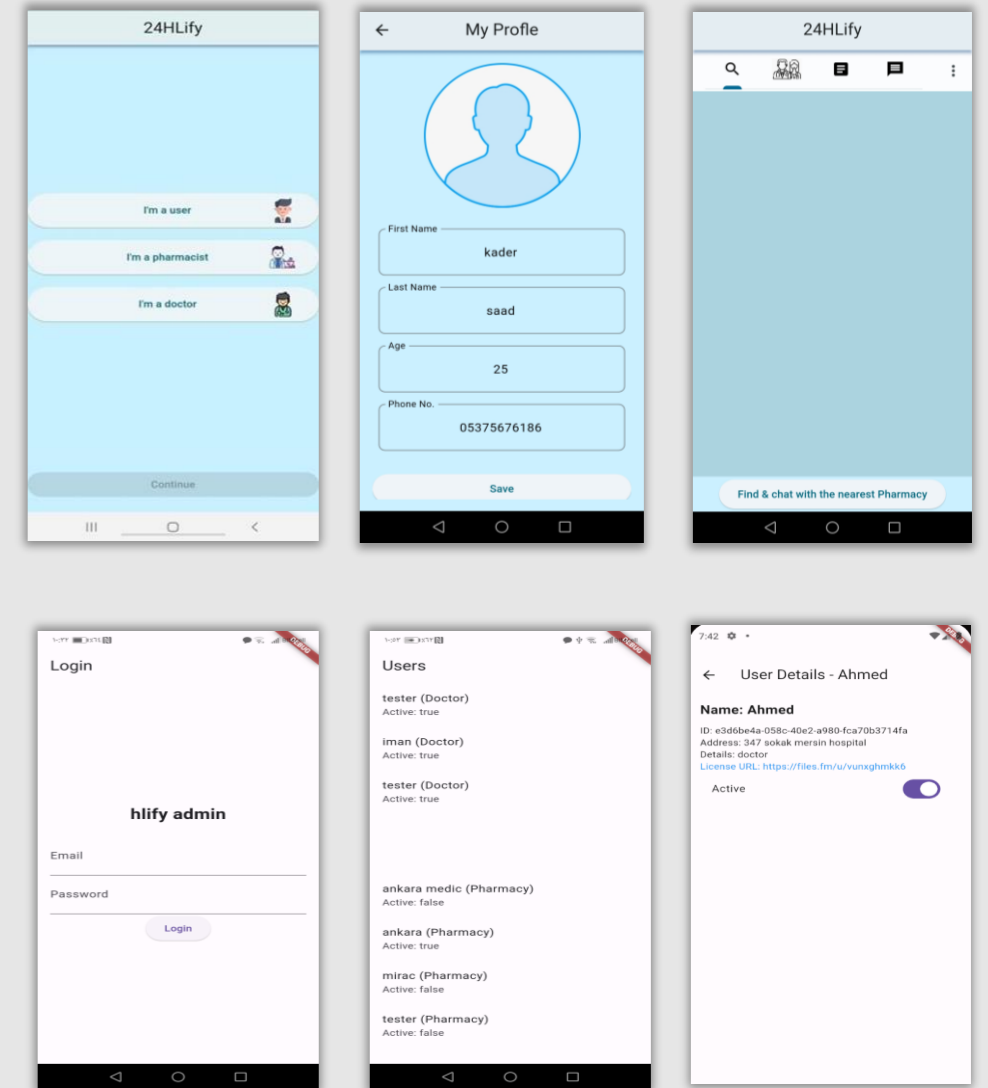 24HLify
I'm a user
I'm a pharmacist
I'm a doctor
Continue
My Profle
First Name
kader
Last Name
saad
Age
25
Phone No.
05375676186
Save
24HLify
Find & chat with the nearest Pharmacy
Login
hlify admin
Email
Password
Login
Users
tester (Doctor)
Active: true
iman (Doctor)
Active: true
tester (Doctor)
Active: true
ankara medic (Pharmacy)
Active: false
ankara (Pharmacy)
Active: true
mirac (Pharmacy)
Active: false
tester (Pharmacy)
Active: false
7:42
User Details - Ahmed
Name: Ahmed
ID: e3d6be4a-058c-40e2-a980-fca70b3714fa
Address: 347 sokak mersin hospital
Details: doctor
License URL: https://files.fm/u/vunxghmkk6
Active